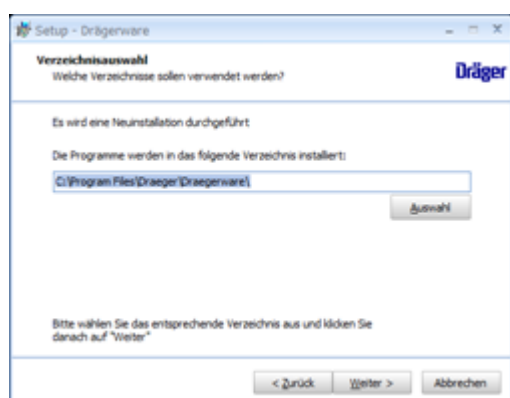 Setup - Drägerware
Verzeichnisauswahl
Welche Verzeichnisse sollen verwendet werden?
Dräger
Es wird eine Neuinstallation durchgeführt
Die Programme werden in das folgende Verzeichnis installiert:
C:\Program Files\Draeger\Draegerware\
Auswahl
Bitte wählen Sie das entsprechende Verzeichnis aus und klicken Sie
danach auf "Weiter"
< Zurück Weiter > Abbrechen